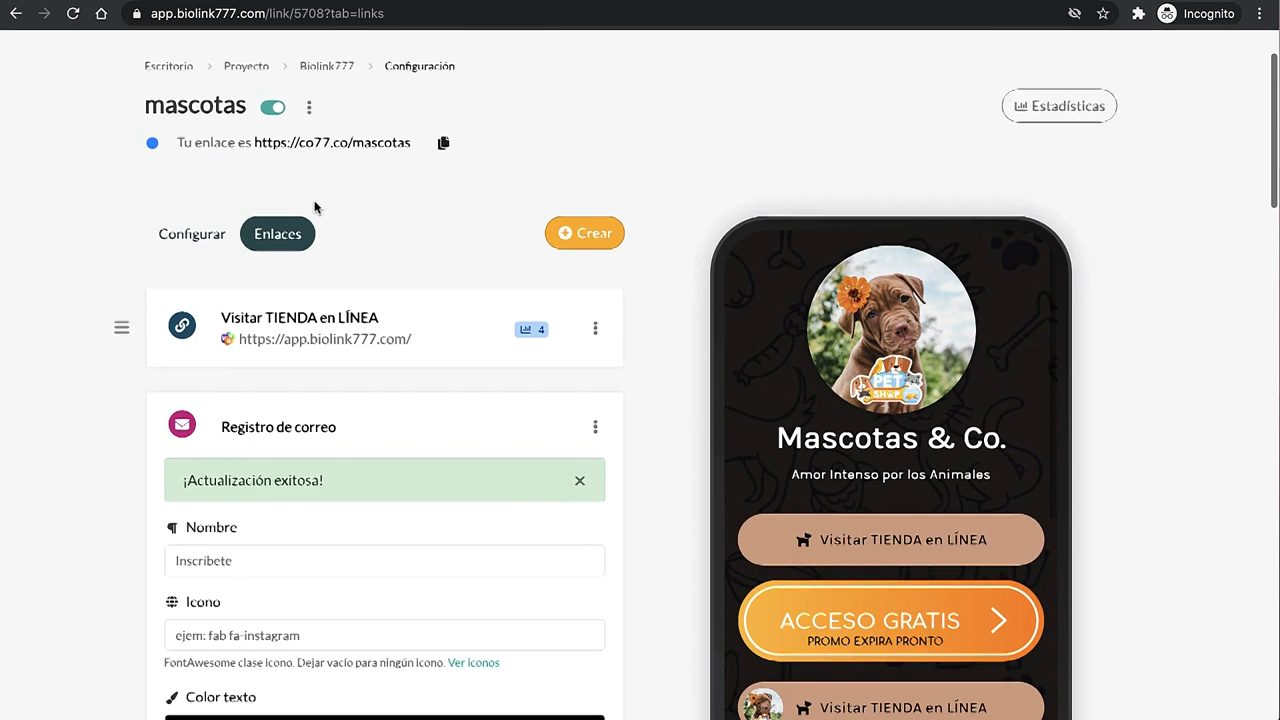 app.biolink777.com/link/5708?tab=links
Incognito
Escritorio > Proyecto > Biolink777 > Configuración
mascotas
Estadísticas
Tu enlace es https://co77.co/mascotas
Configurar
Enlaces
Crear
Visitar TIENDA en LÍNEA
https://app.biolink777.com/
4
Registro de correo
¡Actualización exitosa!
Nombre
Inscríbete
Icono
ejem: fab fa-instagram
FontAwesome clase icono. Dejar vacío para ningún icono. Ver iconos
Color texto
PET
SHOP
Mascotas & Co.
Amor Intenso por los Animales
Visitar TIENDA en LÍNEA
ACCESO GRATIS
PROMO EXPIRA PRONTO
Visitar TIENDA en LÍNEA